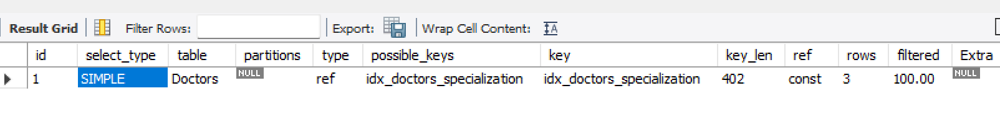 Result Grid Filter Rows: Export: Wrap Cell Content: A
id select_type table partitions type possible_keys key key_len ref rows filtered Extra
1 SIMPLE Doctors NULL ref idx_doctors_specialization idx_doctors_specialization 402 const 3 100.00 NULL